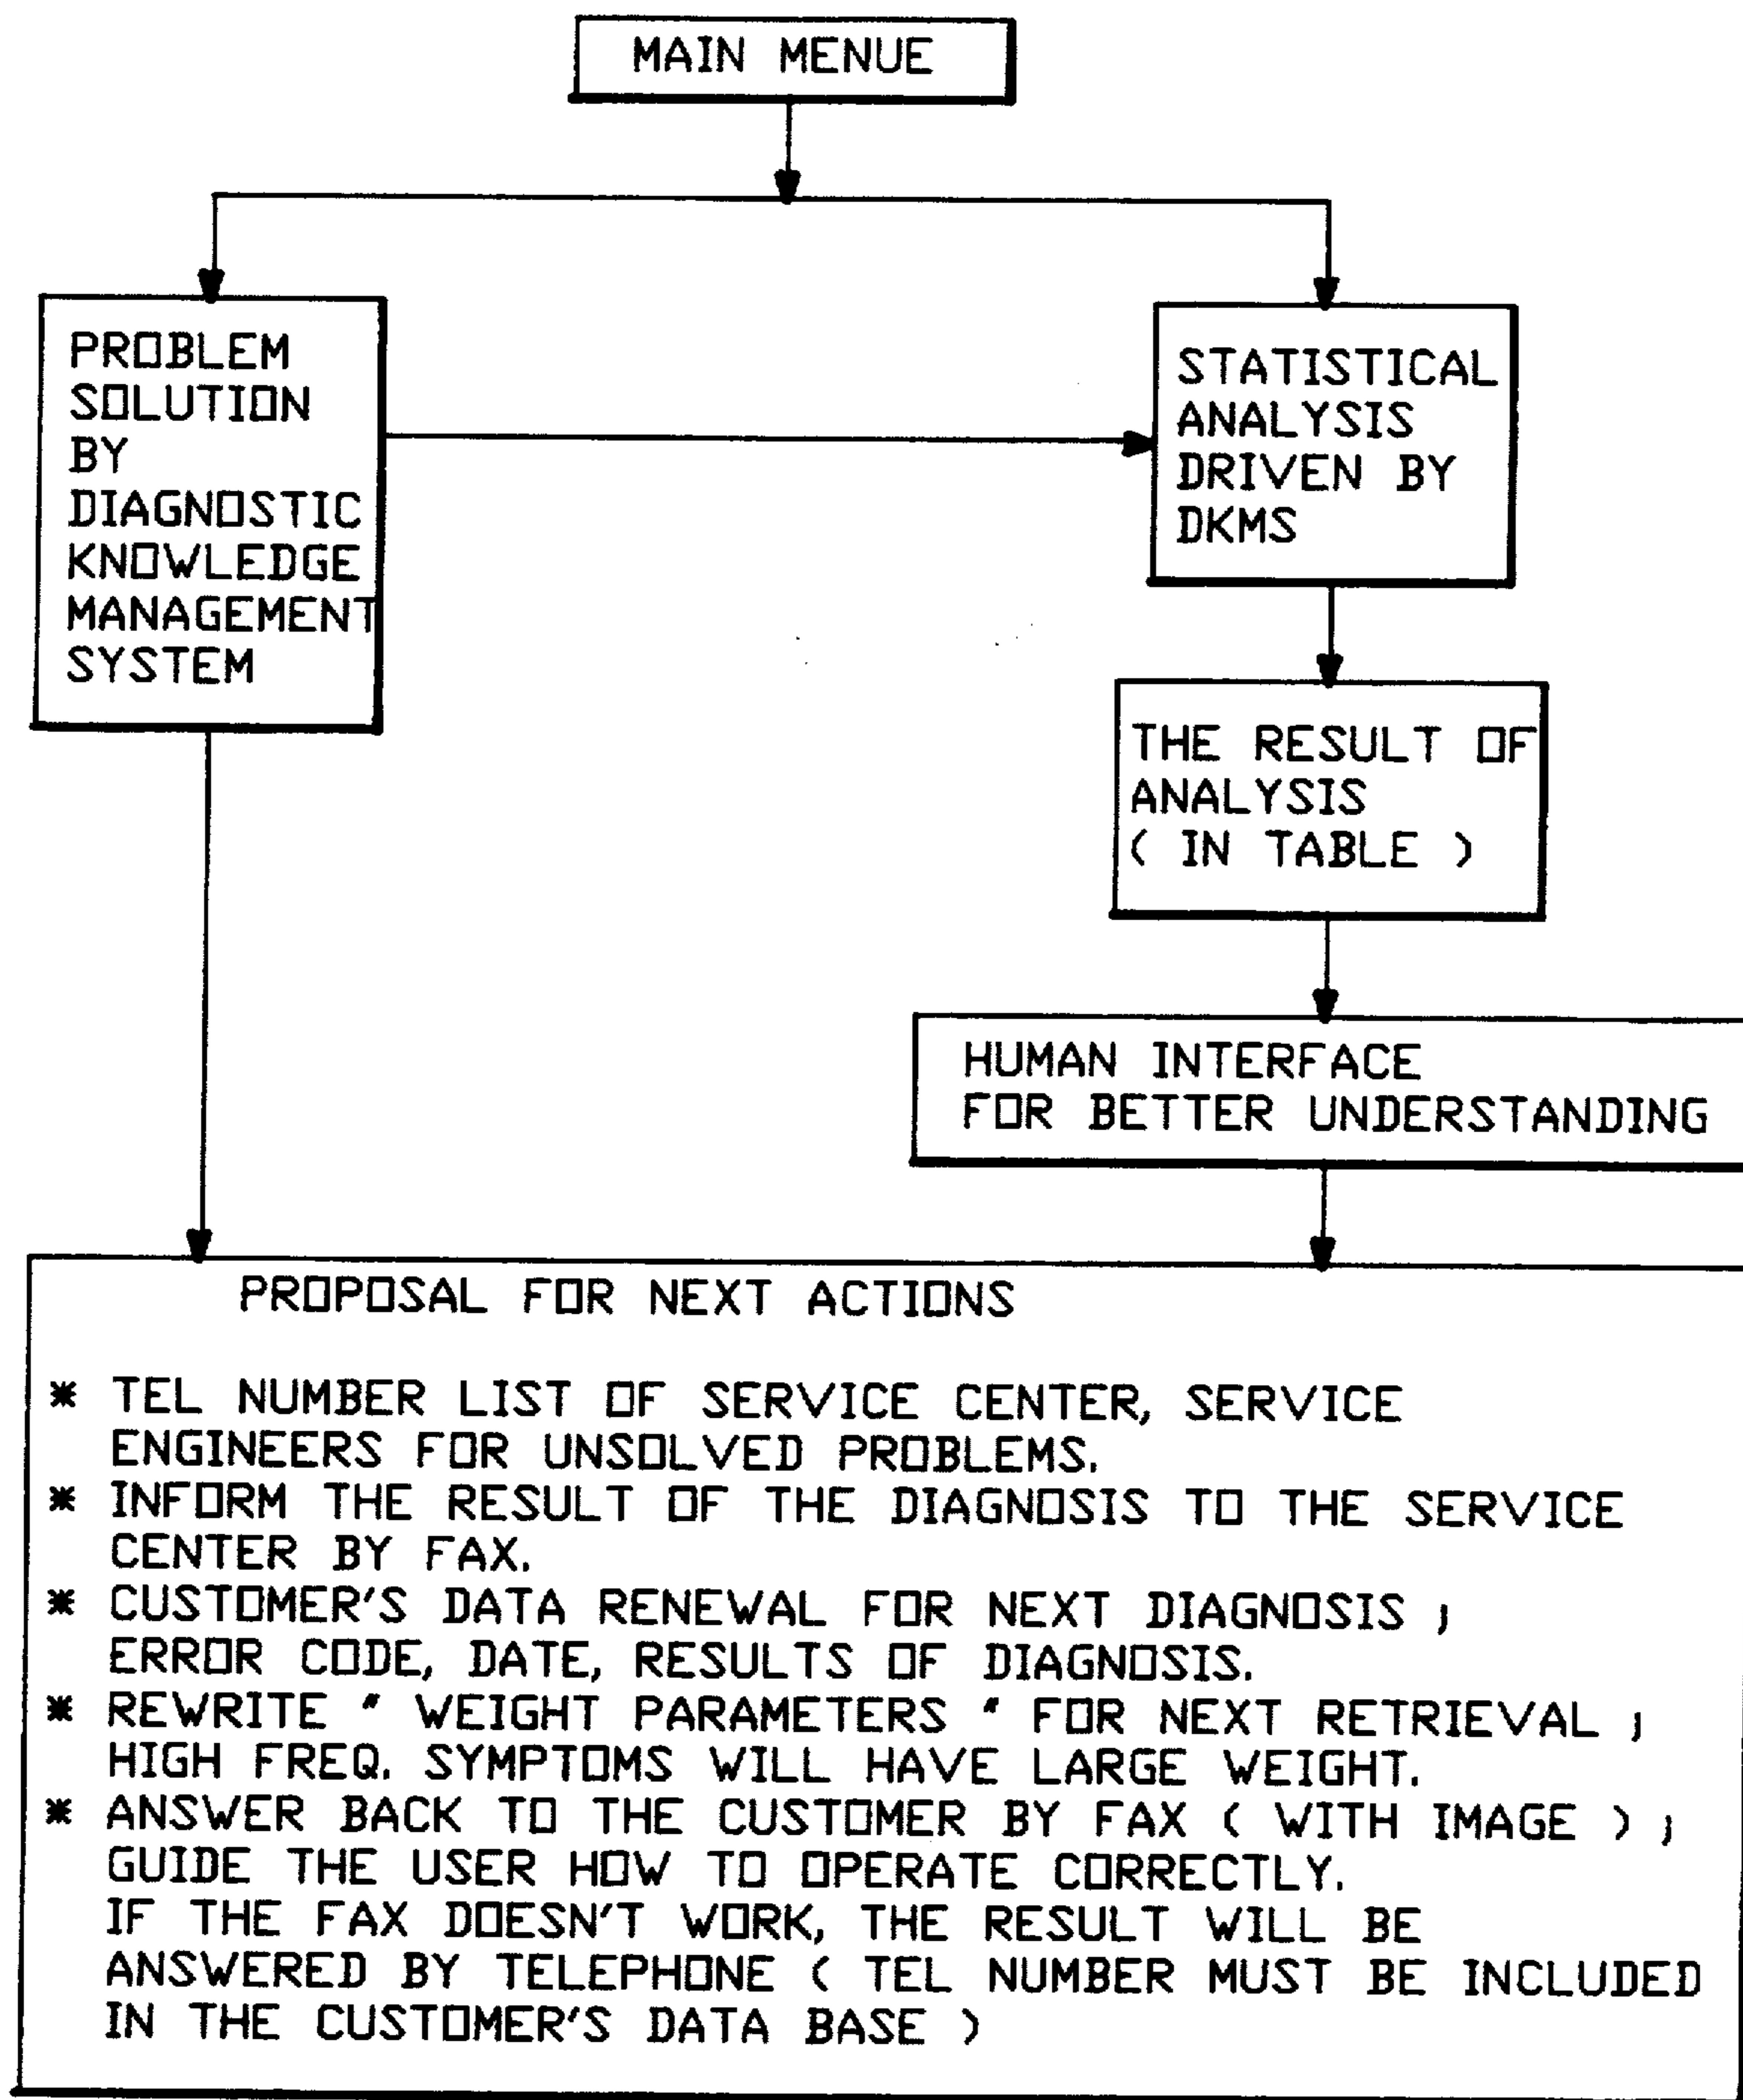 MAIN MENUE
PROBLEM
SOLUTION
BY
DIAGNOSTIC
KNOWLEDGE
MANAGEMENT
SYSTEM
STATISTICAL
ANALYSIS
DRIVEN BY
DKMS
THE RESULT OF
ANALYSIS
( IN TABLE )
HUMAN INTERFACE
FOR BETTER UNDERSTANDING
PROPOSAL FOR NEXT ACTIONS
* TEL NUMBER LIST OF SERVICE CENTER, SERVICE
ENGINEERS FOR UNSOLVED PROBLEMS.
* INFORM THE RESULT OF THE DIAGNOSIS TO THE SERVICE
CENTER BY FAX.
* CUSTOMER'S DATA RENEWAL FOR NEXT DIAGNOSIS ;
ERROR CODE, DATE, RESULTS OF DIAGNOSIS.
* REWRITE " WEIGHT PARAMETERS " FOR NEXT RETRIEVAL ;
HIGH FREQ. SYMPTOMS WILL HAVE LARGE WEIGHT.
* ANSWER BACK TO THE CUSTOMER BY FAX ( WITH IMAGE ) ;
GUIDE THE USER HOW TO OPERATE CORRECTLY.
IF THE FAX DOESN'T WORK, THE RESULT WILL BE
ANSWERED BY TELEPHONE ( TEL NUMBER MUST BE INCLUDED
IN THE CUSTOMER'S DATA BASE )